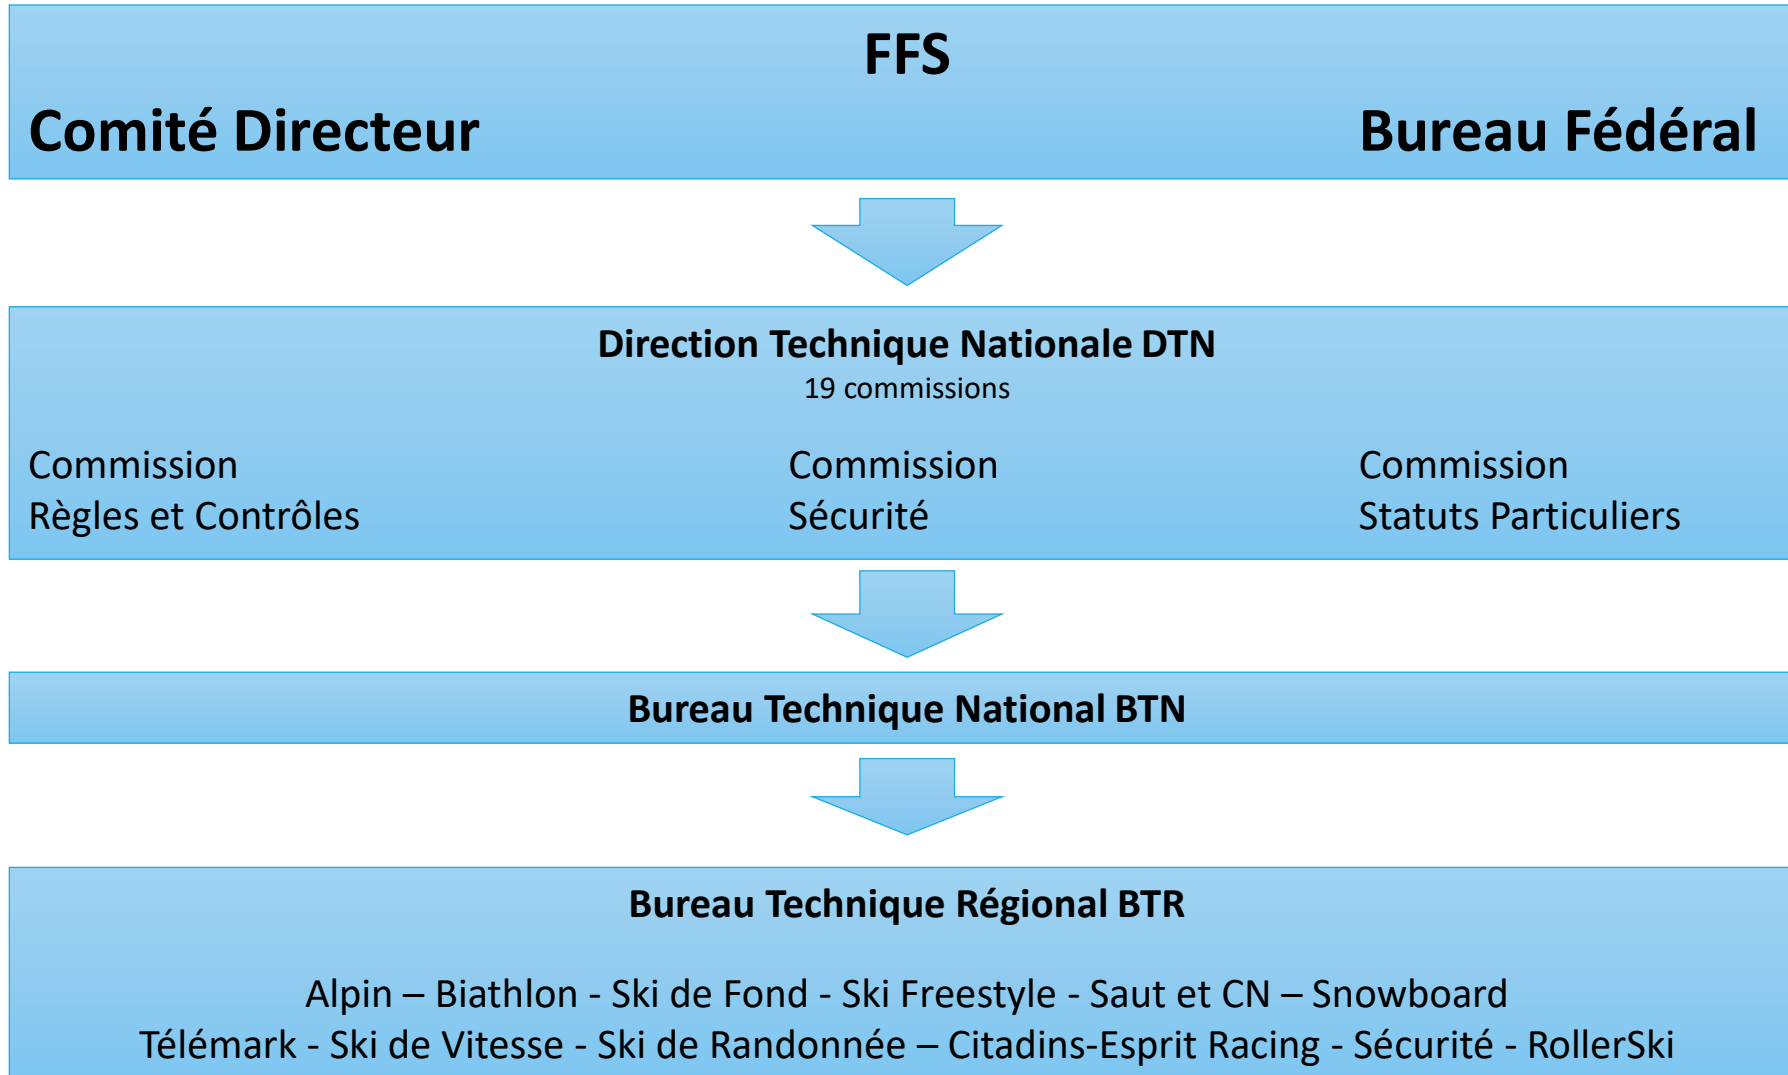 FFS
Comité Directeur Bureau Fédéral
Direction Technique Nationale DTN
19 commissions
Commission Commission Commission
Règles et Contrôles Sécurité Statuts Particuliers
Bureau Technique National BTN
Bureau Technique Régional BTR
Alpin – Biathlon - Ski de Fond - Ski Freestyle - Saut et CN – Snowboard
Télémark - Ski de Vitesse - Ski de Randonnée – Citadins-Esprit Racing - Sécurité - RollerSki